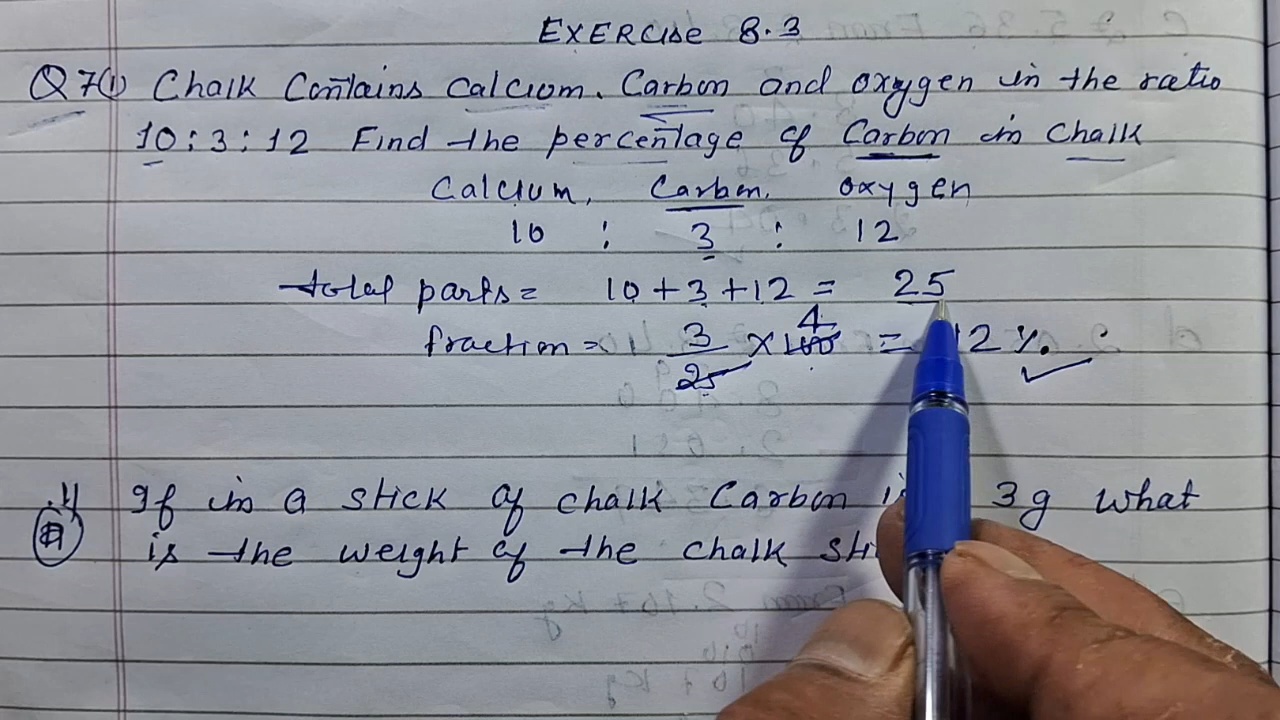 EXERCISE 8.3
Q 7(i) Chalk Contains Calcium, Carbon and oxygen in the ratio
10 : 3 : 12 Find the percentage of Carbon in Chalk
Calcium, Carbon, oxygen
10 : 3 : 12
total parts = 10 + 3 + 12 = 25
fraction = 3/25 × 100 4 = 12 %.
ii If in a stick of chalk Carbon 3g what
is the weight of the chalk